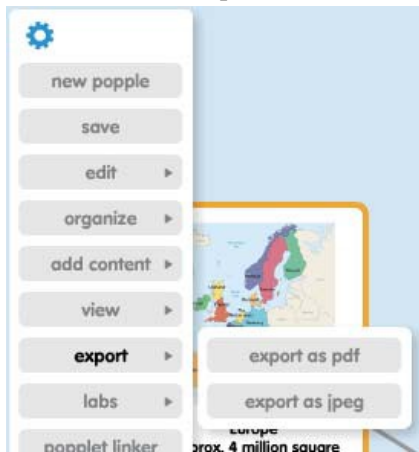 new popple
save
edit
organize
add content
view
export
export as pdf
labs
export as jpeg
Europe
popplet linker
prox. 4 million square